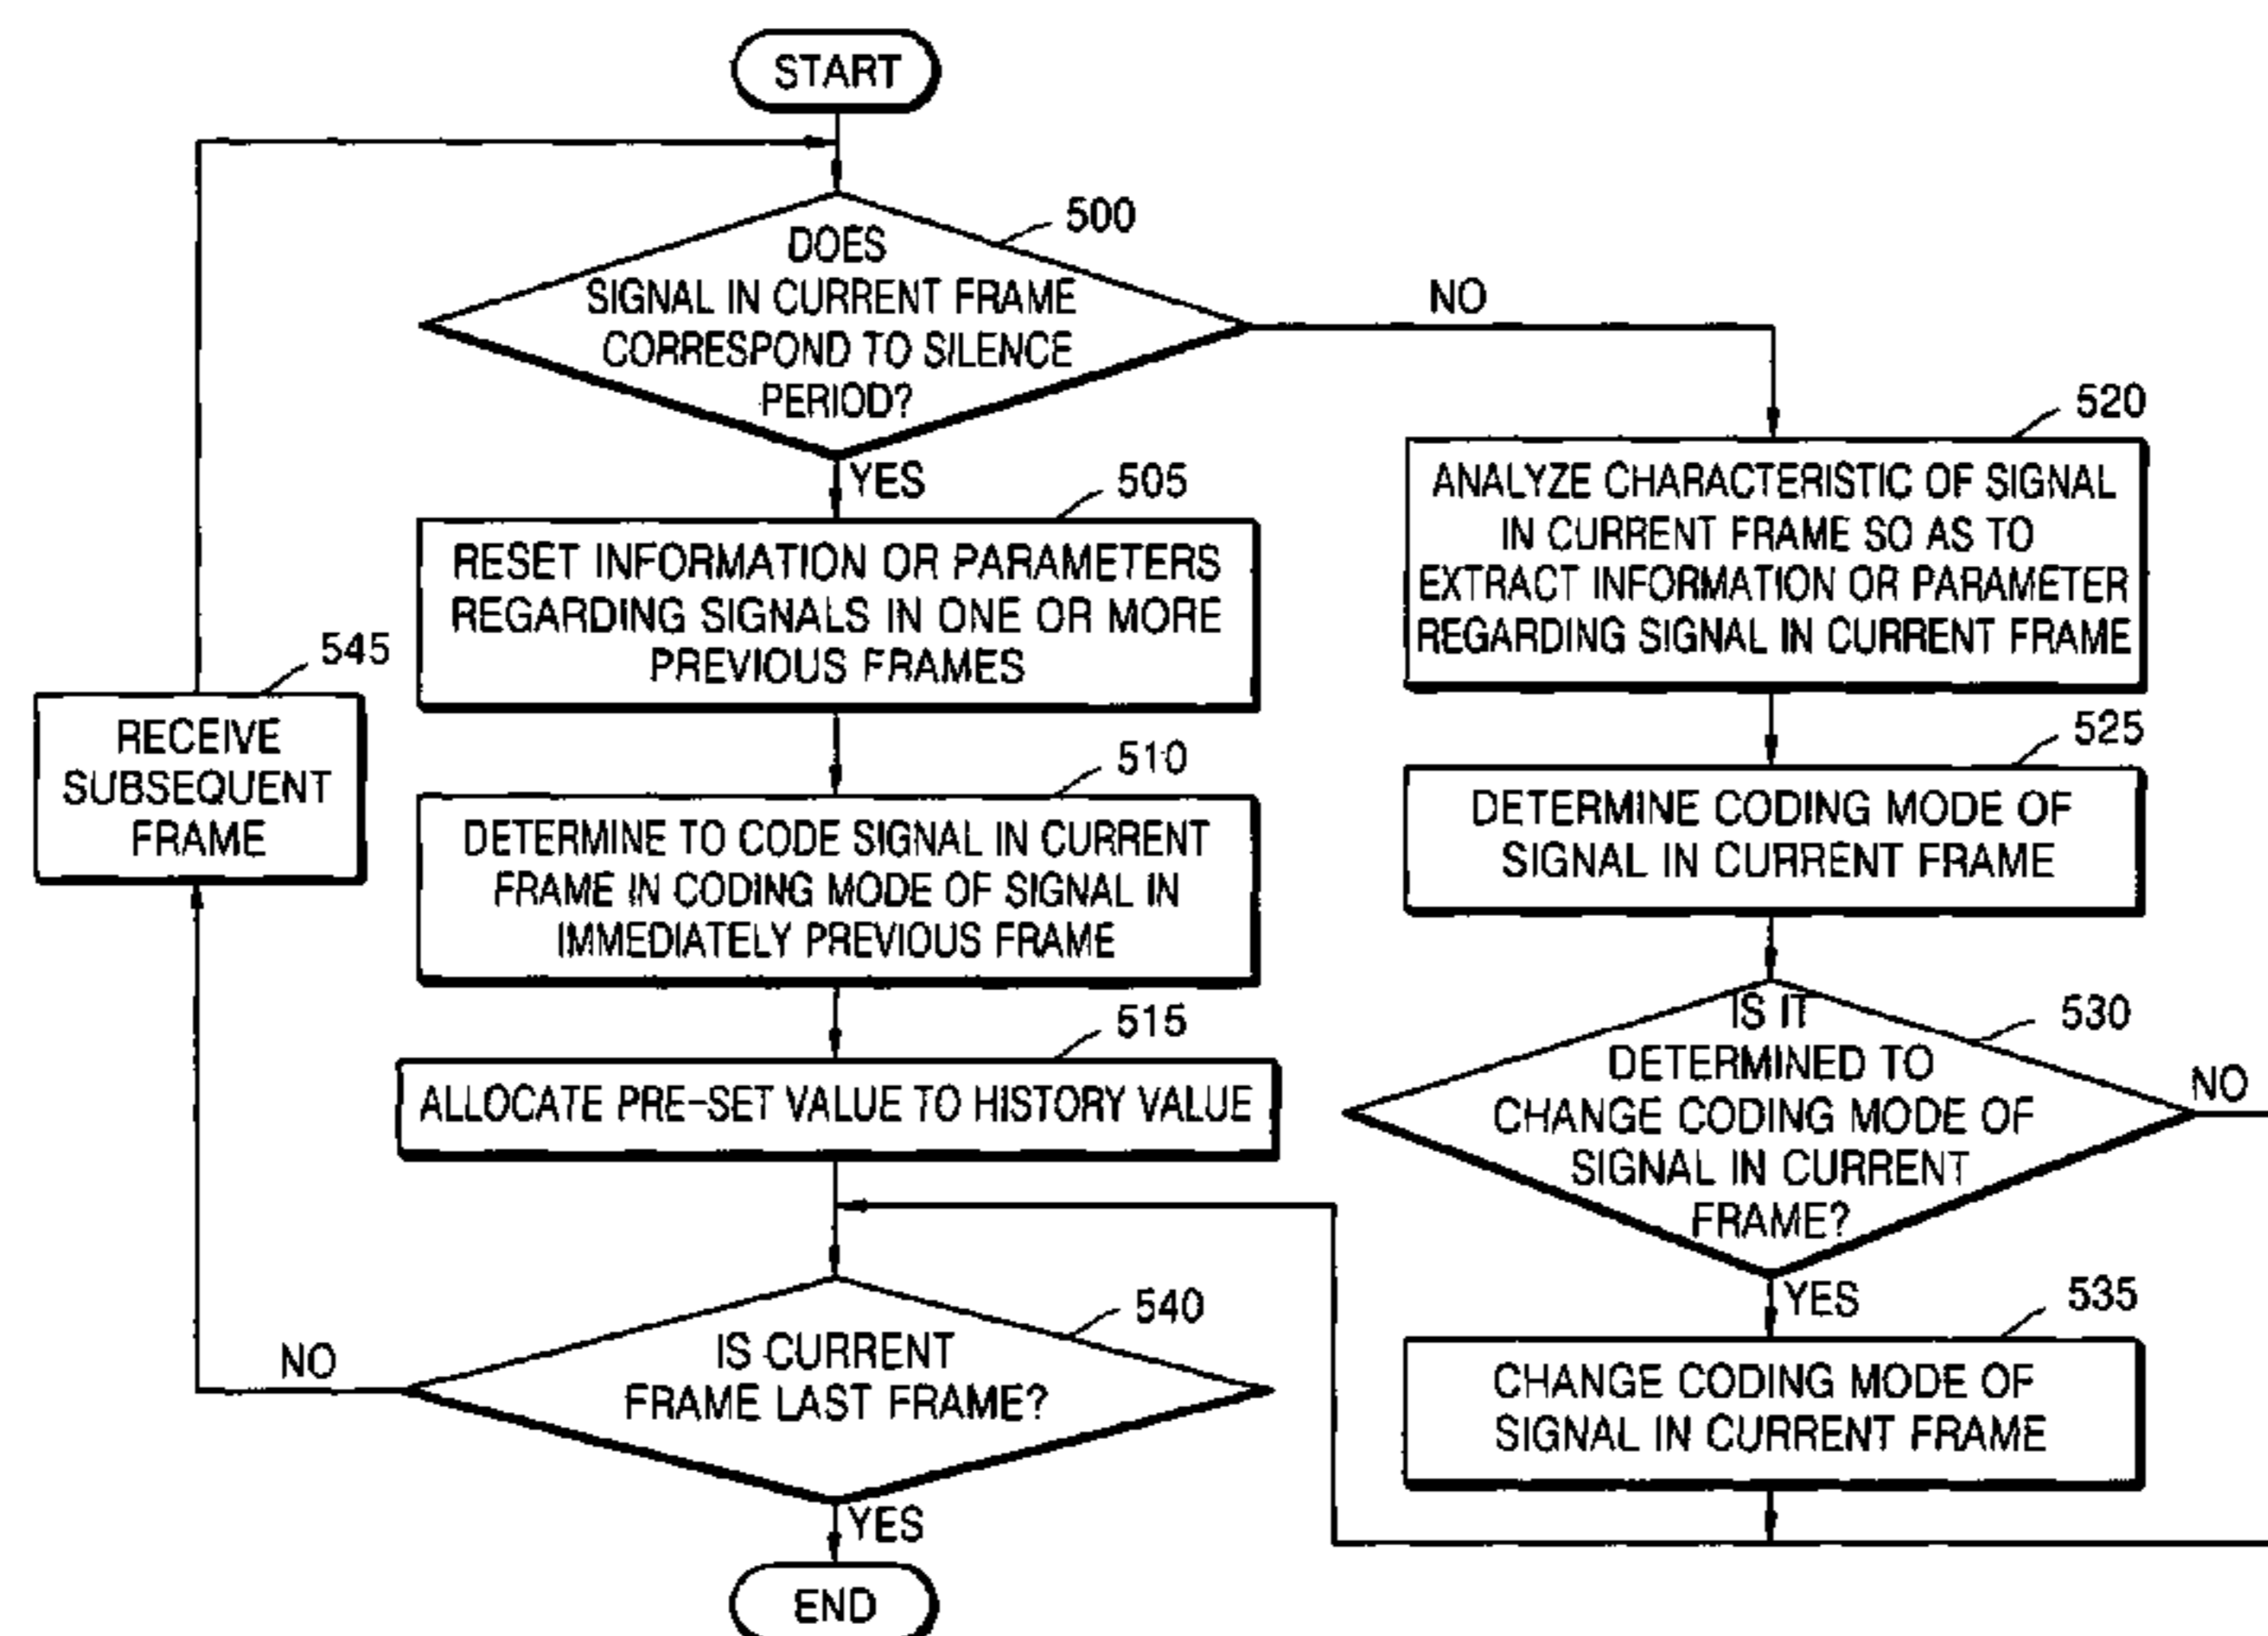 START
500
DOES
SIGNAL IN CURRENT FRAME
CORRESPOND TO SILENCE
PERIOD?
NO
YES
505
RESET INFORMATION OR PARAMETERS
REGARDING SIGNALS IN ONE OR MORE
PREVIOUS FRAMES
510
DETERMINE TO CODE SIGNAL IN CURRENT
FRAME IN CODING MODE OF SIGNAL IN
IMMEDIATELY PREVIOUS FRAME
515
ALLOCATE PRE-SET VALUE TO HISTORY VALUE
520
ANALYZE CHARACTERISTIC OF SIGNAL
IN CURRENT FRAME SO AS TO
EXTRACT INFORMATION OR PARAMETER
REGARDING SIGNAL IN CURRENT FRAME
525
DETERMINE CODING MODE OF
SIGNAL IN CURRENT FRAME
530
IS IT
DETERMINED TO
CHANGE CODING MODE OF
SIGNAL IN CURRENT
FRAME?
NO
YES
535
CHANGE CODING MODE OF
SIGNAL IN CURRENT FRAME
540
IS CURRENT
FRAME LAST FRAME?
NO
YES
545
RECEIVE
SUBSEQUENT
FRAME
END